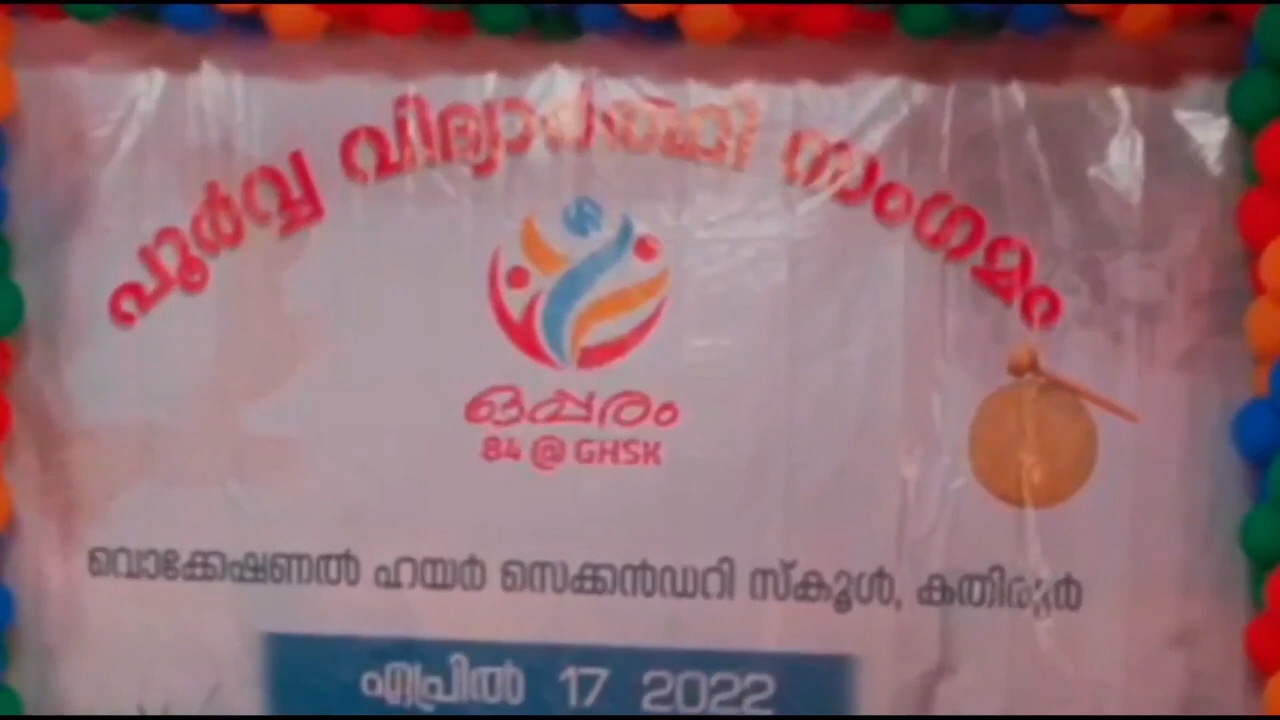 പൂർവ്വ വിദ്യാർത്ഥി സംഗമം
ഒപ്പരം
84 @ GHSK
വൊക്കേഷണൽ ഹയർ സെക്കൻഡറി സ്കൂൾ, കതിരൂർ
ഏപ്രിൽ 17 2022